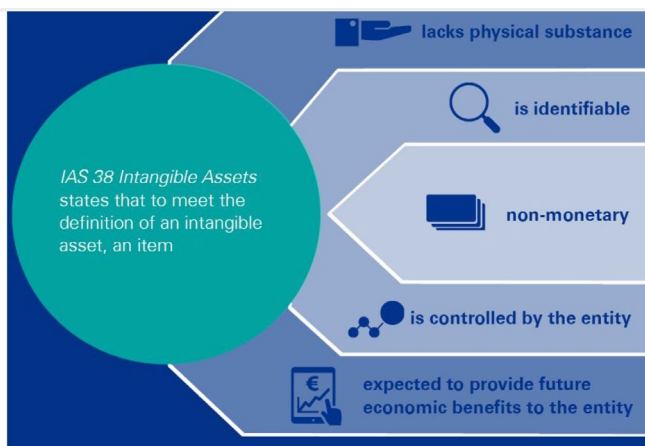 IAS 38 Intangible Assets
states that to meet the
definition of an intangible
asset, an item
lacks physical substance
is identifiable
non-monetary
is controlled by the entity
€
expected to provide future
economic benefits to the entity